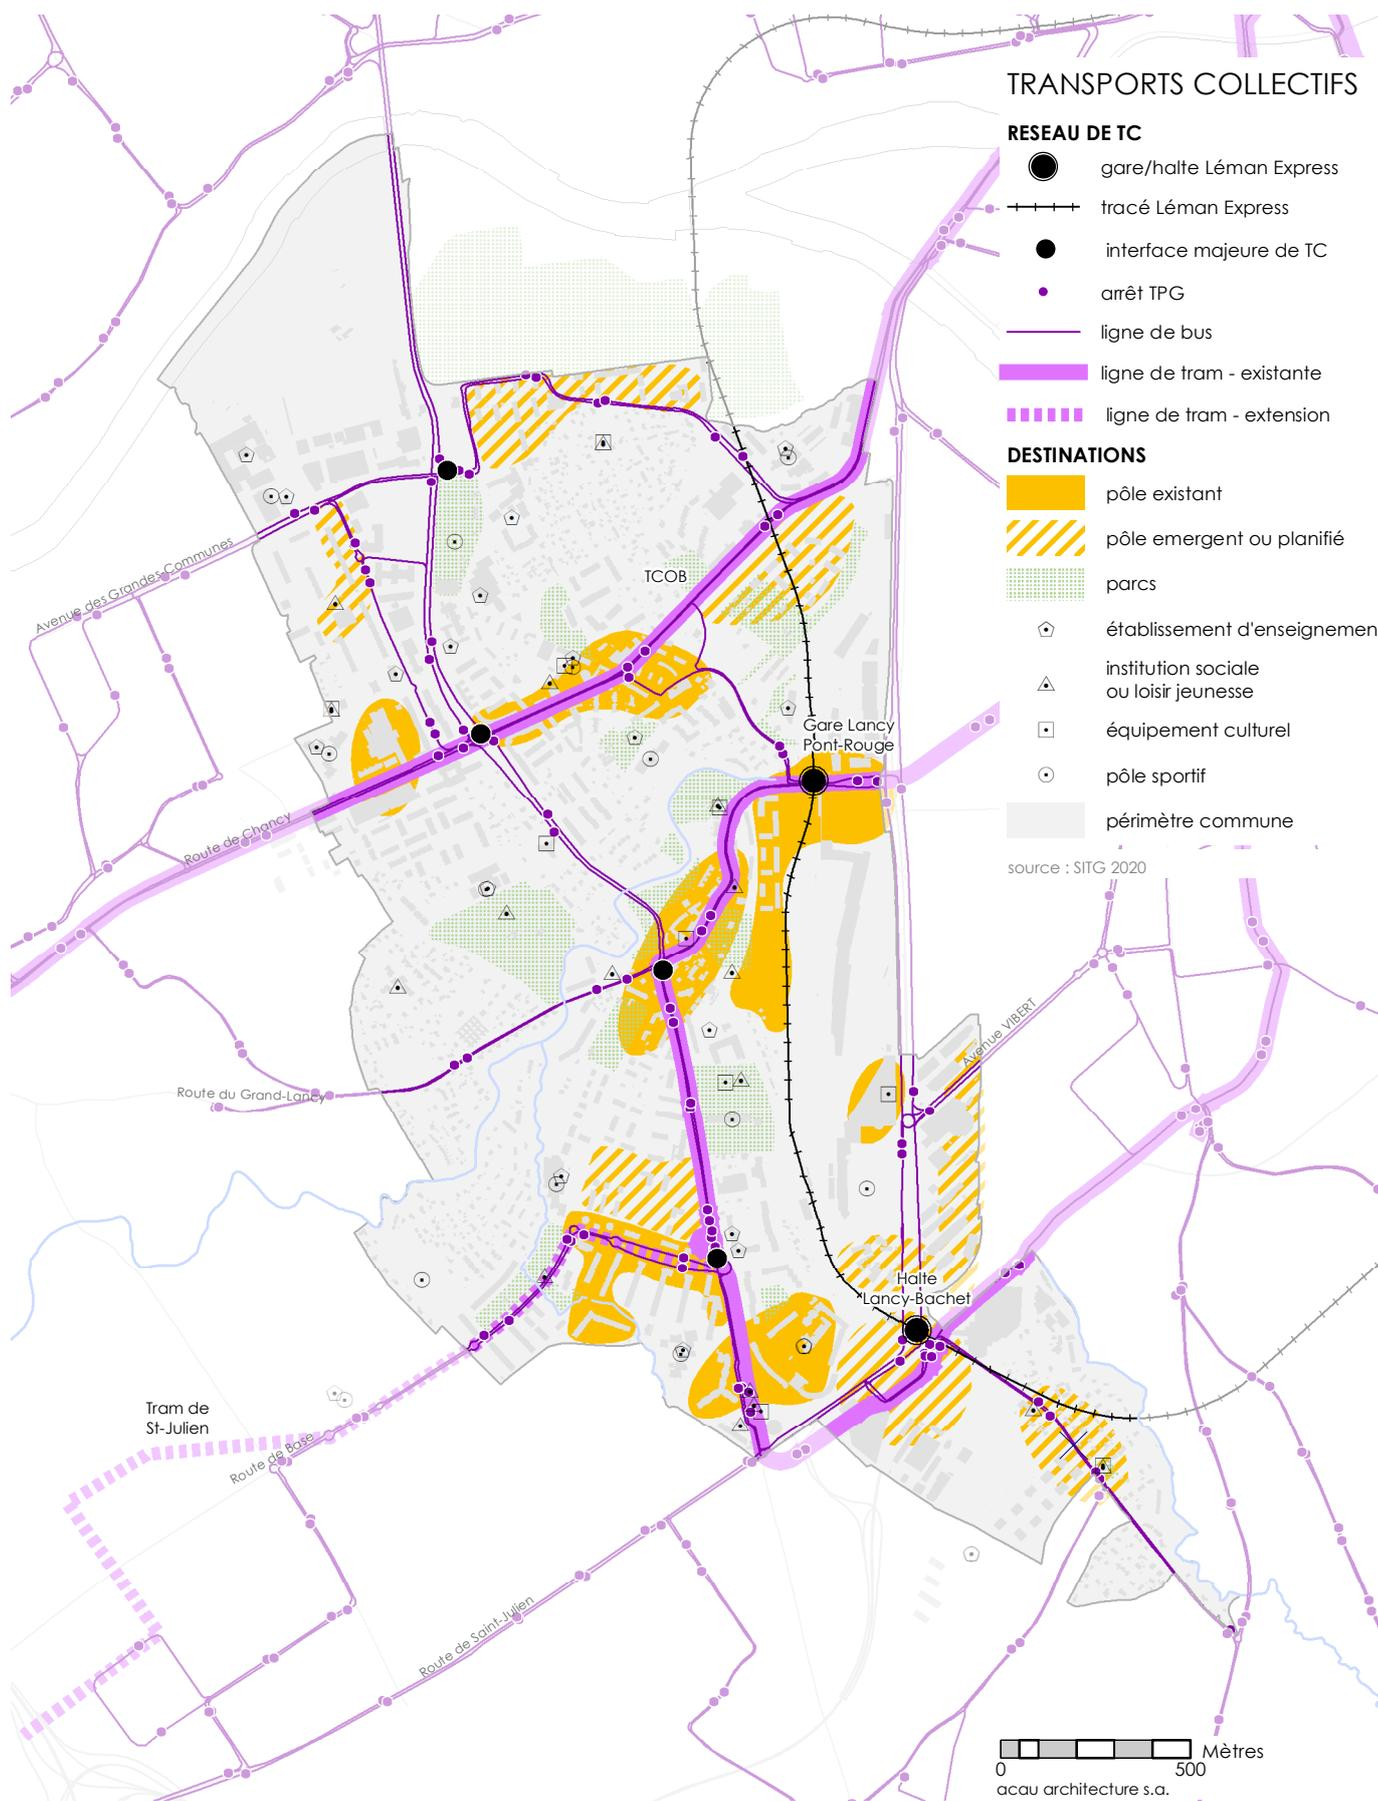 TRANSPORTS COLLECTIFS
RESEAU DE TC
gare/halte Léman Express
tracé Léman Express
interface majeure de TC
arrêt TPG
ligne de bus
ligne de tram - existante
ligne de tram - extension
DESTINATIONS
pôle existant
pôle emergent ou planifié
parcs
établissement d'enseignemen
institution sociale
ou loisir jeunesse
équipement culturel
pôle sportif
périmètre commune
source : SITG 2020
Avenue des Grandes-Communes
TCOB
Gare Lancy
Pont-Rouge
Route de Chancy
Avenue VIBERT
Route du Grand-Lancy
Halte
Lancy-Bachet
Tram de
St-Julien
Route de Base
Route de Saint-Julien
Mètres
0 500
acau architecture s.a.